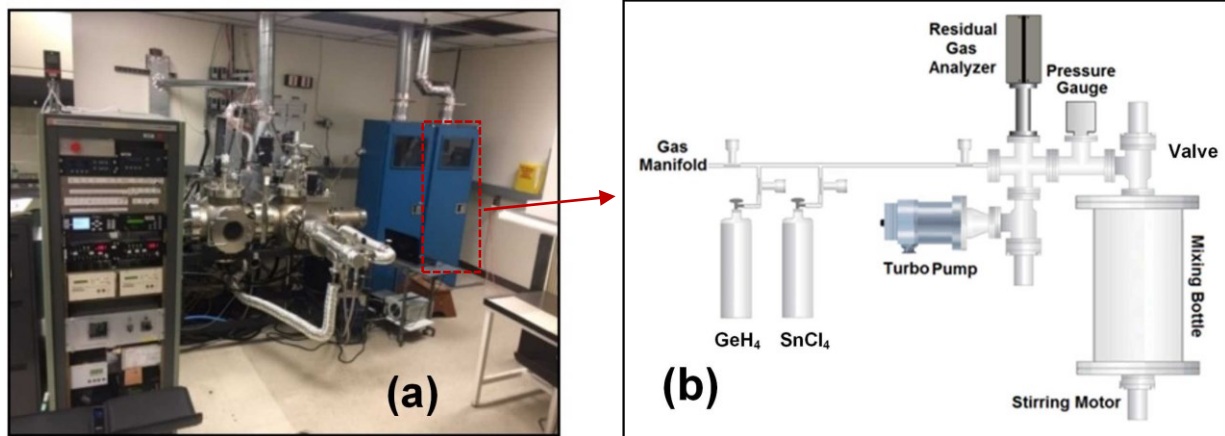 (a)
Residual
Gas
Analyzer
Pressure
Gauge
Gas
Manifold
Valve
Turbo Pump
Mixing Bottle
GeH₄ SnCl₄
(b)
Stirring Motor